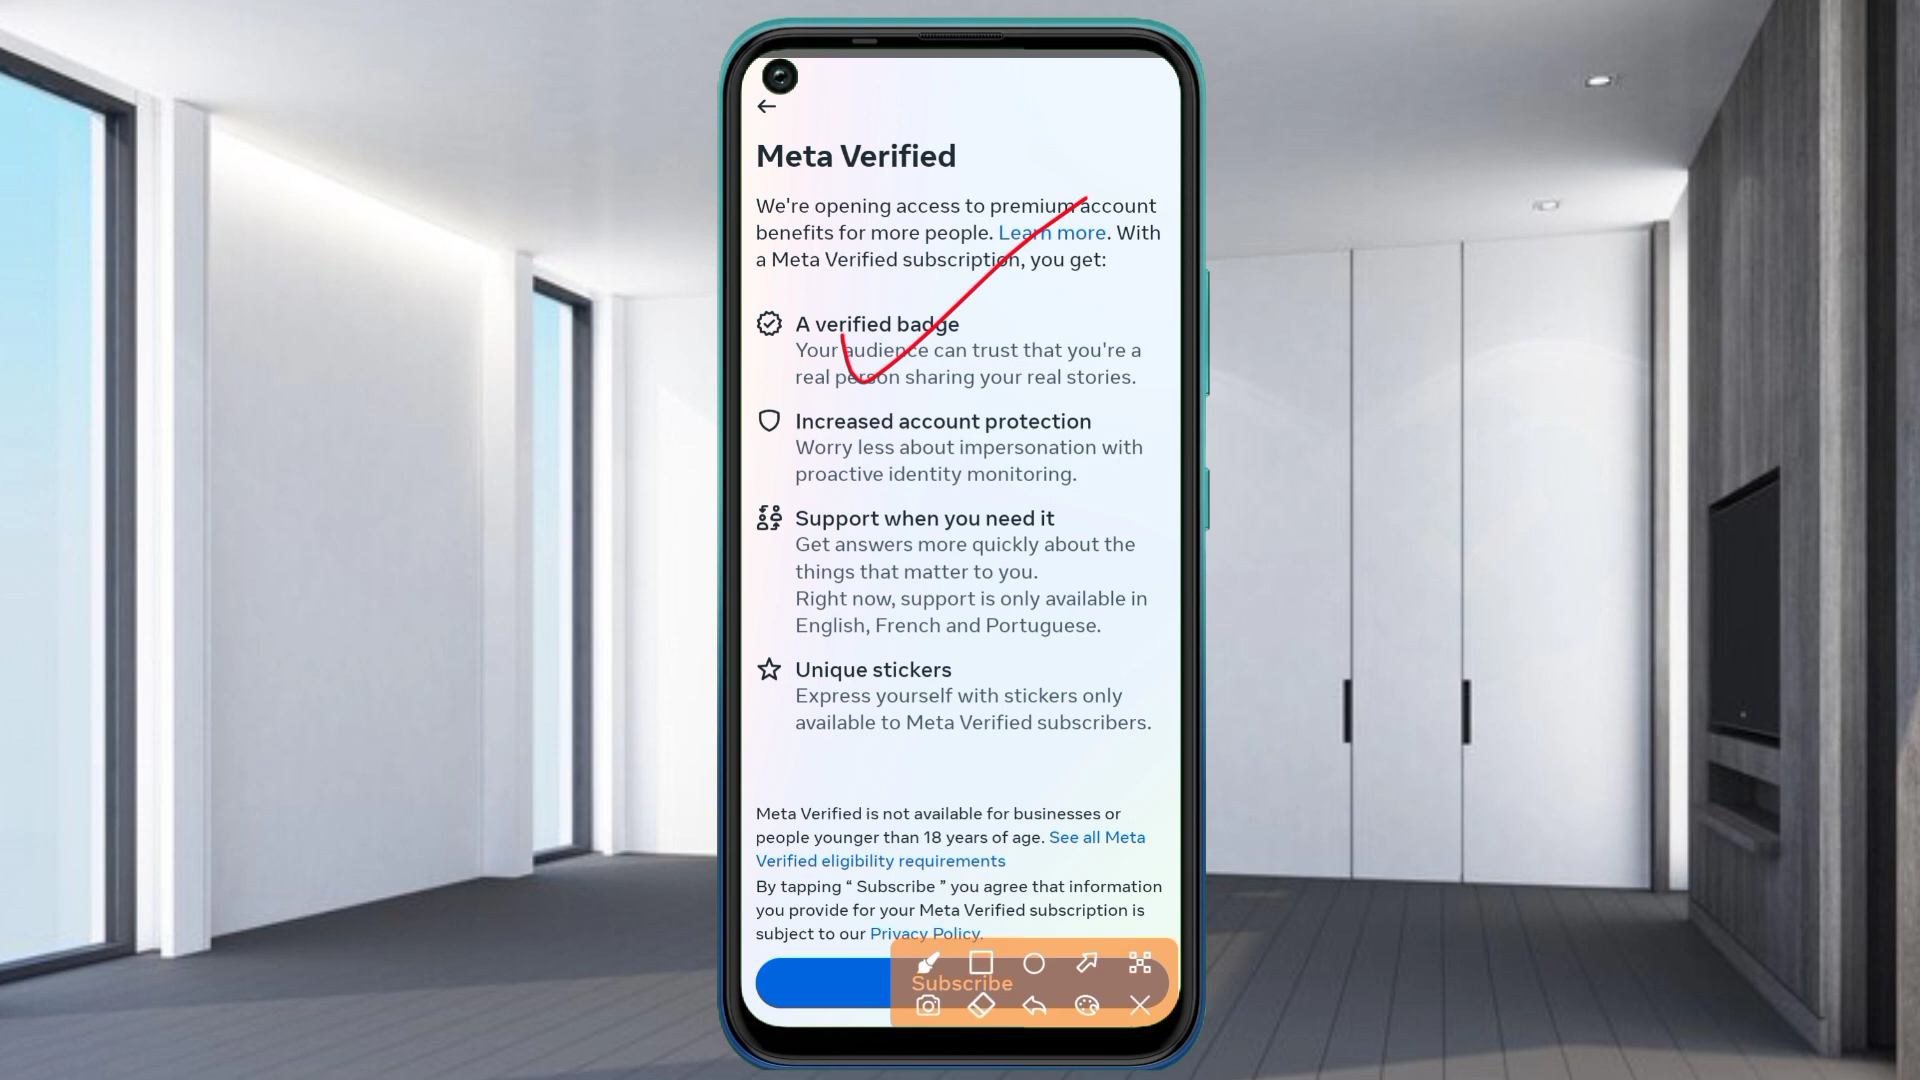 Meta Verified
We're opening access to premium account
benefits for more people. Learn more. With
a Meta Verified subscription, you get:
A verified badge
Your audience can trust that you're a
real person sharing your real stories.
Increased account protection
Worry less about impersonation with
proactive identity monitoring.
Support when you need it
Get answers more quickly about the
things that matter to you.
Right now, support is only available in
English, French and Portuguese.
Unique stickers
Express yourself with stickers only
available to Meta Verified subscribers.
Meta Verified is not available for businesses or
people younger than 18 years of age. See all Meta
Verified eligibility requirements
By tapping “ Subscribe ” you agree that information
you provide for your Meta Verified subscription is
subject to our Privacy Policy.
Subscribe